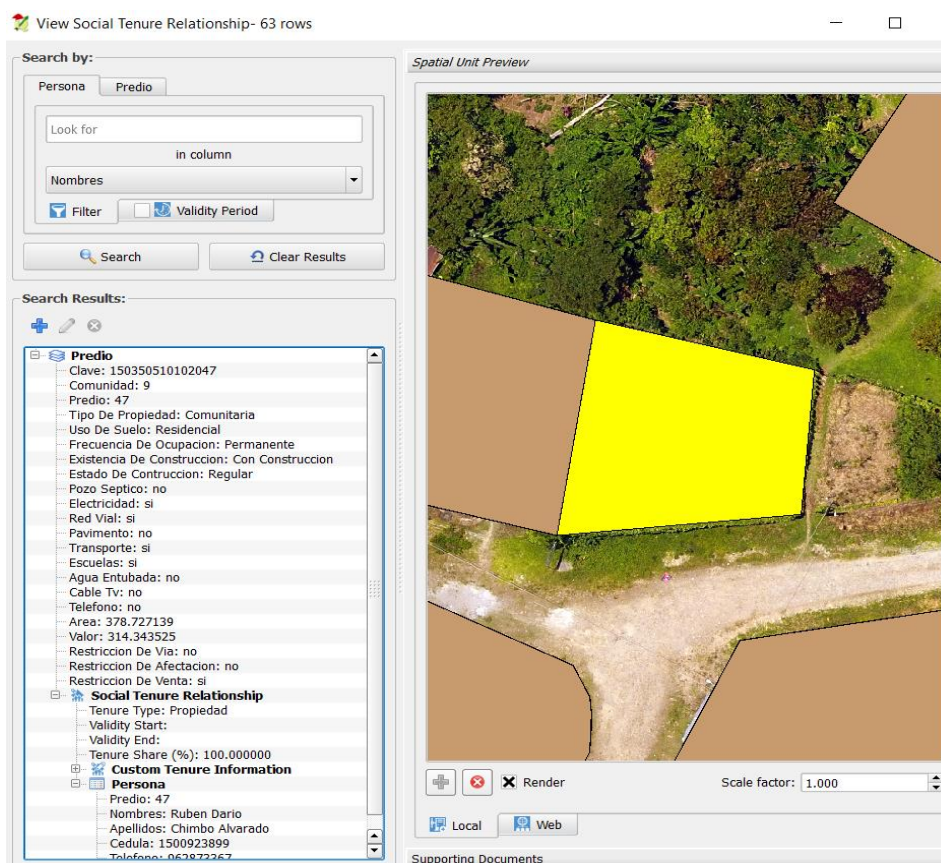 View Social Tenure Relationship- 63 rows
Search by:
Persona
Predio
Look for
in column
Nombres
Filter
Validity Period
Search
Clear Results
Search Results:
Predio
Clave: 150350510102047
Comunidad: 9
Predio: 47
Tipo De Propiedad: Comunitaria
Uso De Suelo: Residencial
Frecuencia De Ocupacion: Permanente
Existencia De Construccion: Con Construccion
Estado De Contruccion: Regular
Pozo Septico: no
Electricidad: si
Red Vial: si
Pavimento: no
Transporte: si
Escuelas: si
Agua Entubada: no
Cable Tv: no
Telefono: no
Area: 378.727139
Valor: 314.343525
Restriccion De Via: no
Restriccion De Afectacion: no
Restriccion De Venta: si
Social Tenure Relationship
Tenure Type: Propiedad
Validity Start:
Validity End:
Tenure Share (%): 100.000000
Custom Tenure Information
Persona
Predio: 47
Nombres: Ruben Dario
Apellidos: Chimbo Alvarado
Cedula: 1500923899
Telefono: 962873367
Spatial Unit Preview
Render
Scale factor: 1.000
Local
Web
Supporting Documents